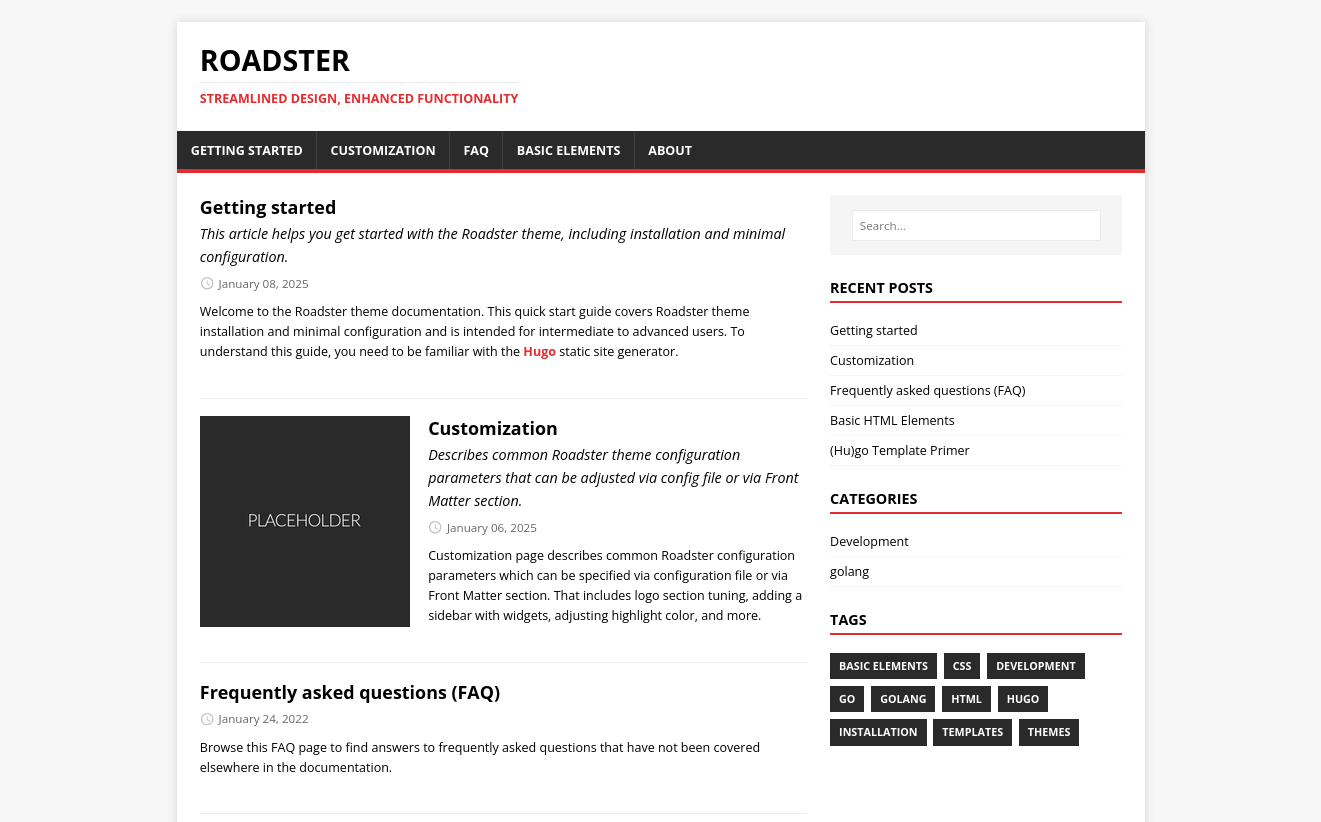 ROADSTER
STREAMLINED DESIGN, ENHANCED FUNCTIONALITY
GETTING STARTED
CUSTOMIZATION
FAQ
BASIC ELEMENTS
ABOUT
Getting started
This article helps you get started with the Roadster theme, including installation and minimal
configuration.
January 08, 2025
Welcome to the Roadster theme documentation. This quick start guide covers Roadster theme
installation and minimal configuration and is intended for intermediate to advanced users. To
understand this guide, you need to be familiar with the Hugo static site generator.
PLACEHOLDER
Customization
Describes common Roadster theme configuration
parameters that can be adjusted via config file or via Front
Matter section.
January 06, 2025
Customization page describes common Roadster configuration
parameters which can be specified via configuration file or via
Front Matter section. That includes logo section tuning, adding a
sidebar with widgets, adjusting highlight color, and more.
Frequently asked questions (FAQ)
January 24, 2022
Browse this FAQ page to find answers to frequently asked questions that have not been covered
elsewhere in the documentation.
Search...
RECENT POSTS
Getting started
Customization
Frequently asked questions (FAQ)
Basic HTML Elements
(Hu)go Template Primer
CATEGORIES
Development
golang
TAGS
BASIC ELEMENTS CSS DEVELOPMENT
GO GOLANG HTML HUGO
INSTALLATION TEMPLATES THEMES